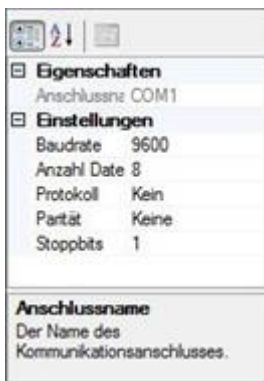 Eigenschaften
Anschlussna COM1
Einstellungen
Baudrate 9600
Anzahl Date 8
Protokoll Kein
Parität Keine
Stoppbits 1
Anschlussname
Der Name des
Kommunikationsanschlusses.